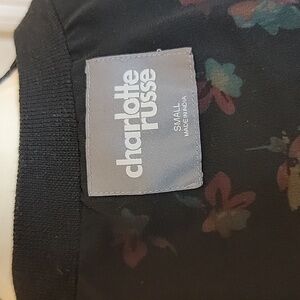 charlotte
russe
SMALL
MADE IN INDIA